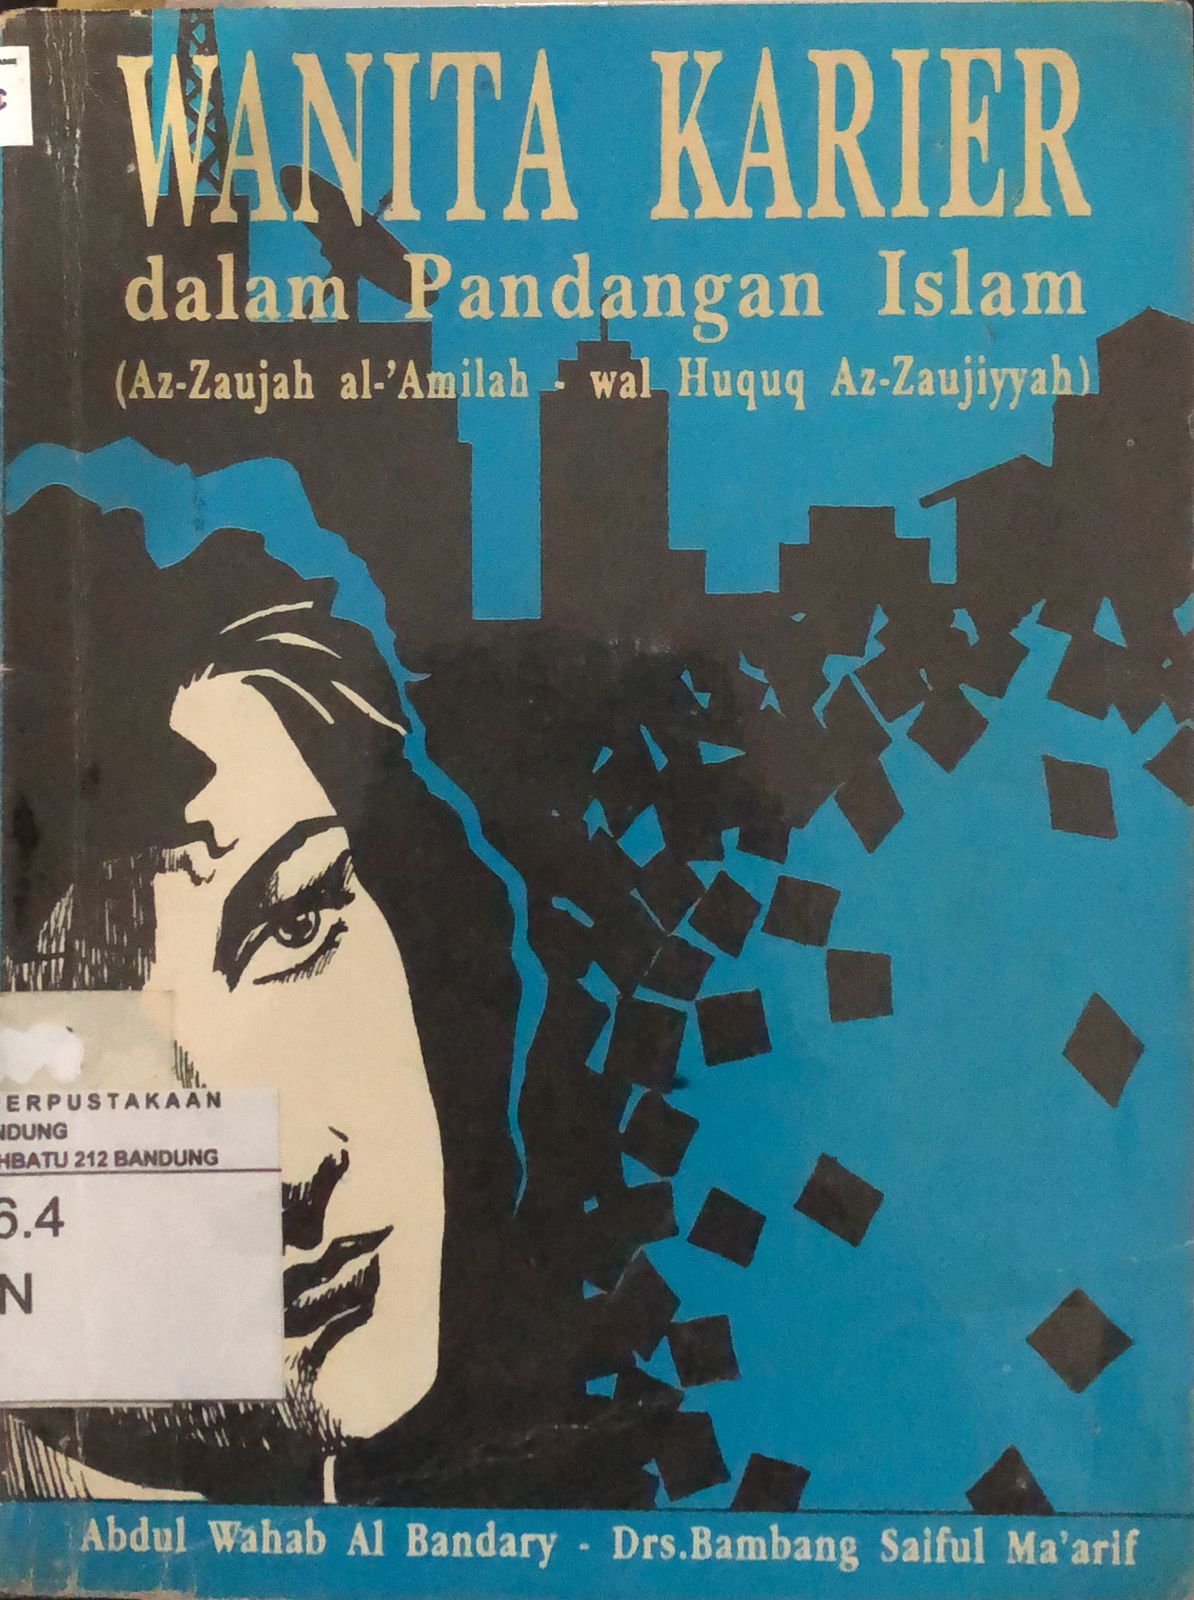 WANITA KARIER
dalam Pandangan Islam
(Az-Zaujah al-'Amilah - wal Huquq Az-Zaujiyyah)
PERPUSTAKAAN
NDUNG
HBATU 212 BANDUNG
6.4
N
Abdul Wahab Al Bandary - Drs.Bambang Saiful Ma'arif